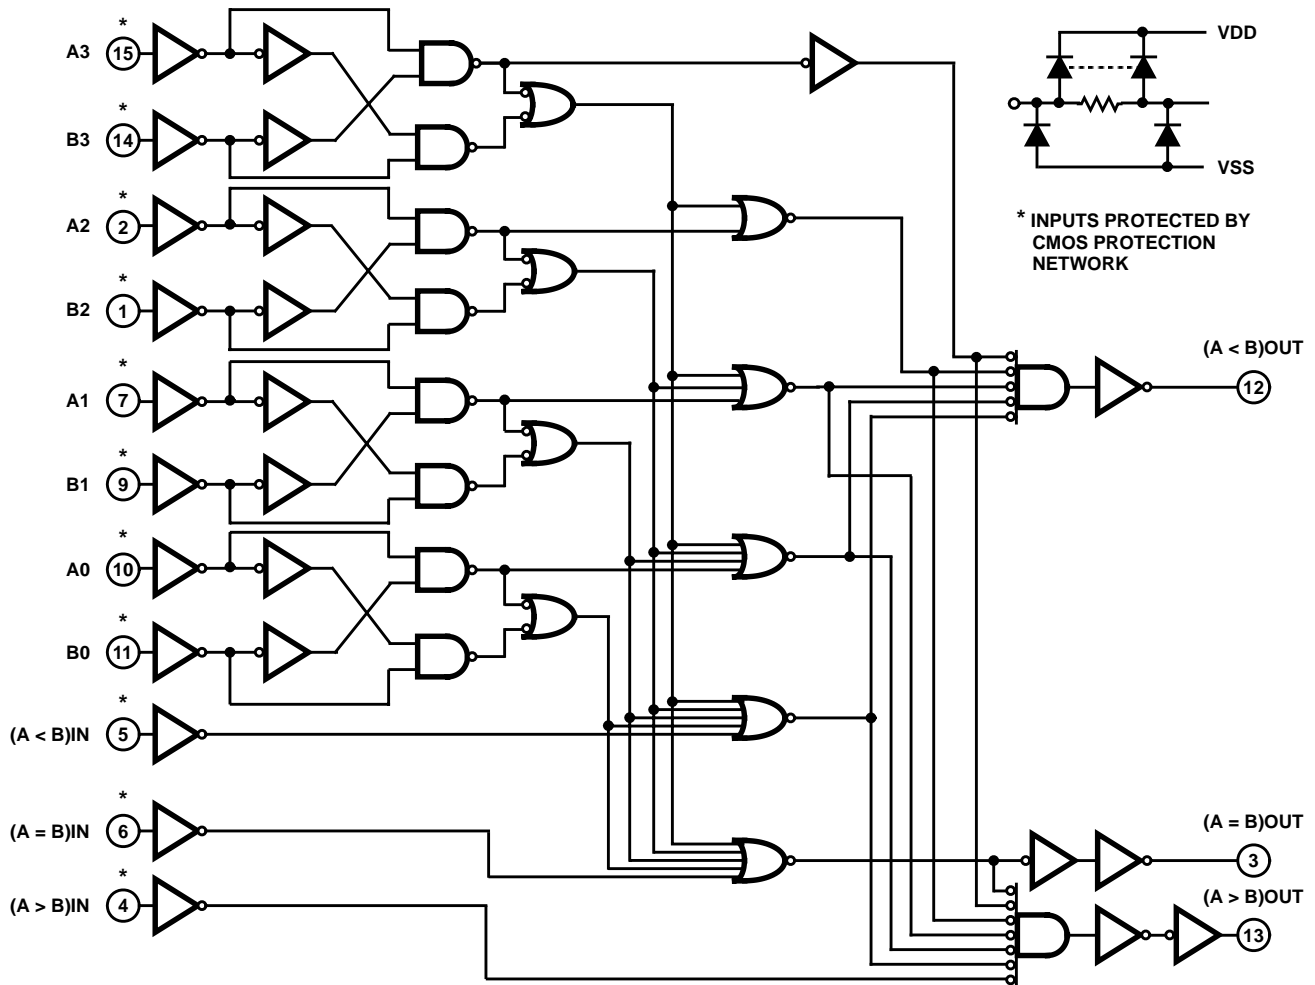 *
A3 15
*
B3 14
*
A2 2
*
B2 1
*
A1 7
*
B1 9
*
A0 10
*
B0 11
*
(A < B)IN 5
*
(A = B)IN 6
*
(A > B)IN 4
VDD
VSS
* INPUTS PROTECTED BY
CMOS PROTECTION
NETWORK
(A < B)OUT
12
(A = B)OUT
3
(A > B)OUT
13